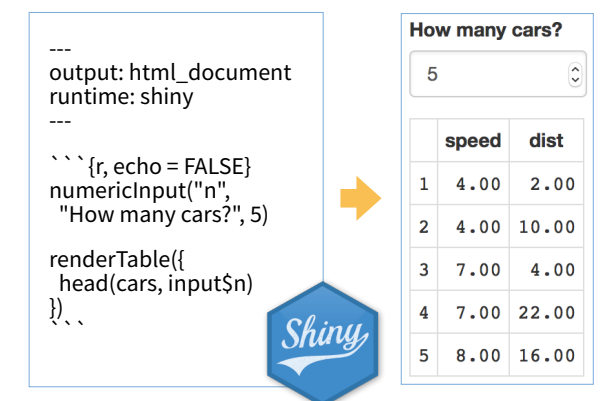 ---
output: html_document
runtime: shiny
---
```{r, echo = FALSE}
numericInput("n",
  "How many cars?", 5)
renderTable({
  head(cars, input$n)
})
```
Shiny
How many cars?
5
speed dist
1 4.00 2.00
2 4.00 10.00
3 7.00 4.00
4 7.00 22.00
5 8.00 16.00